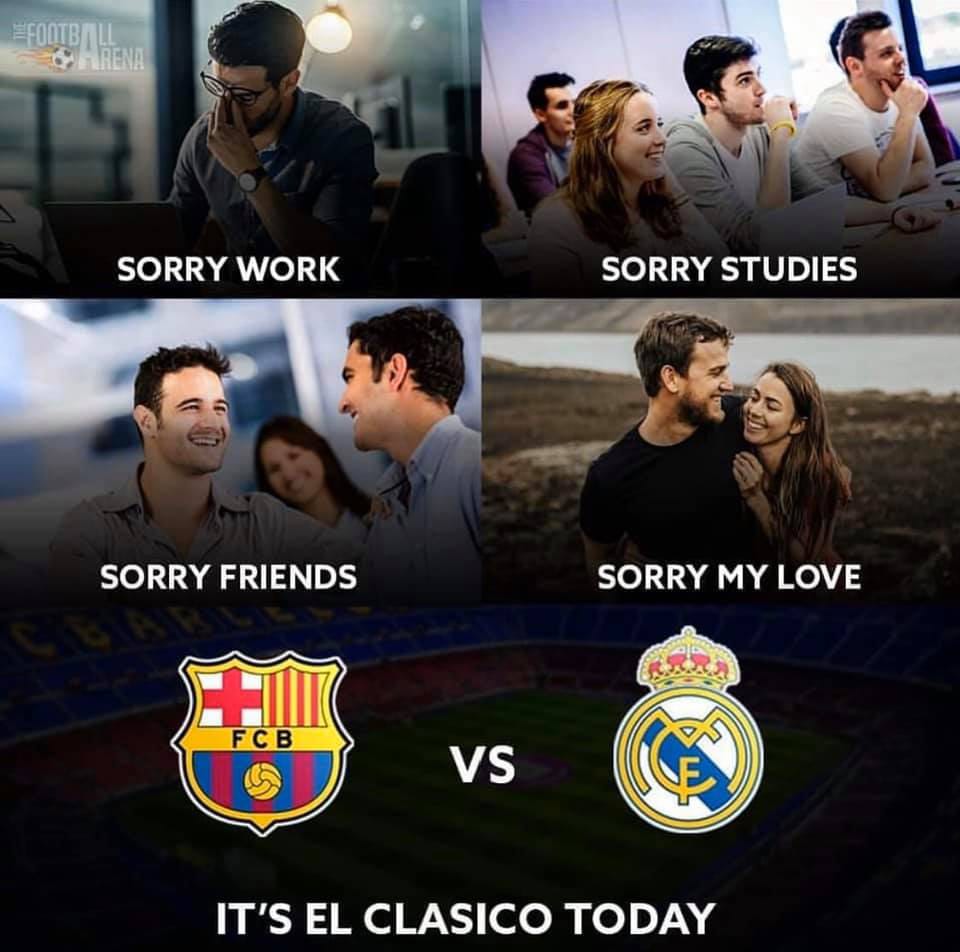 THE
FOOTBALL
ARENA
SORRY WORK
SORRY STUDIES
SORRY FRIENDS
SORRY MY LOVE
FCB
VS
IT'S EL CLASICO TODAY